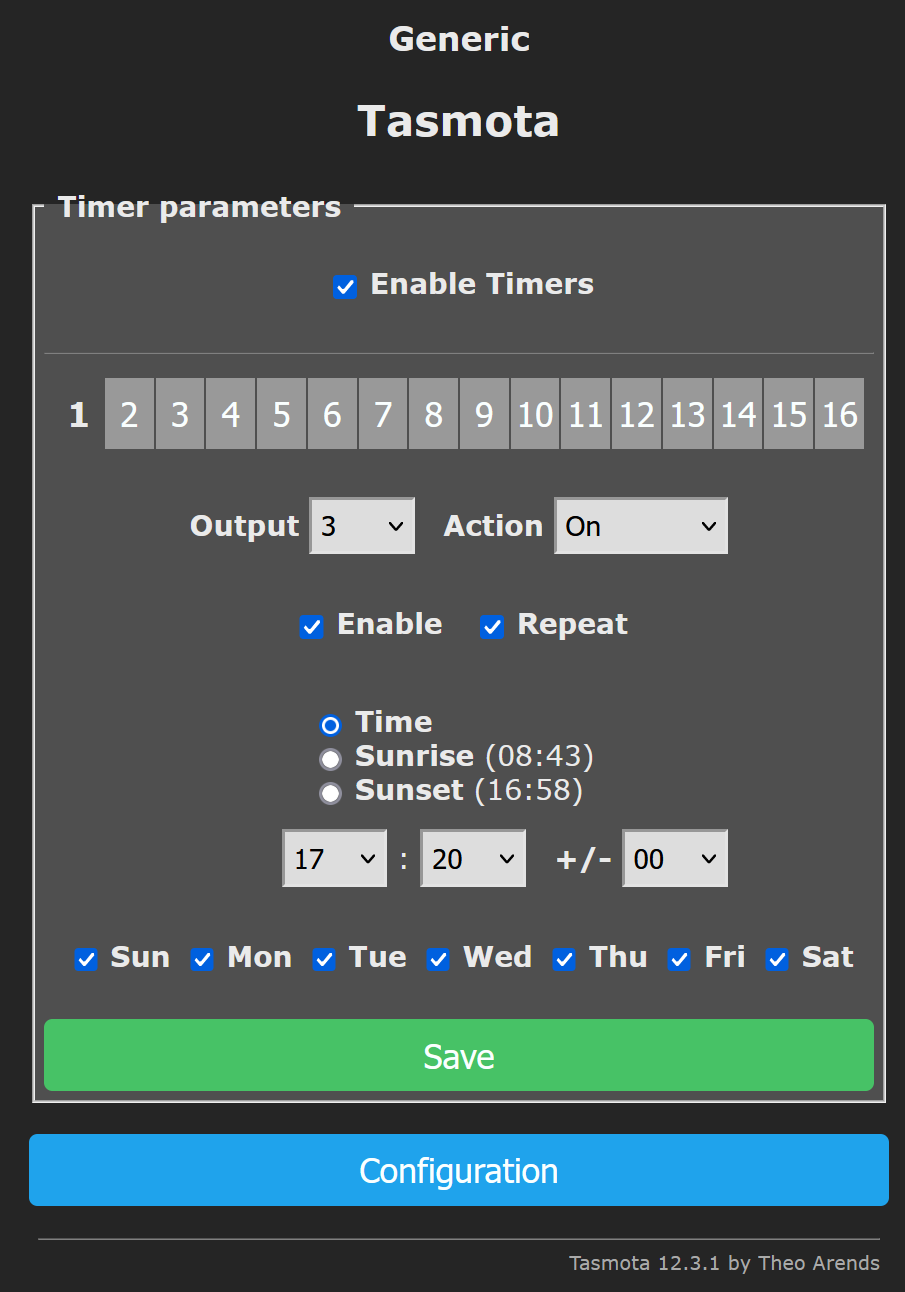 Generic
Tasmota
Timer parameters
Enable Timers
1 2 3 4 5 6 7 8 9 10 11 12 13 14 15 16
Output 3 Action On
Enable Repeat
Time
Sunrise (08:43)
Sunset (16:58)
17 : 20 +/- 00
Sun Mon Tue Wed Thu Fri Sat
Save
Configuration
Tasmota 12.3.1 by Theo Arends